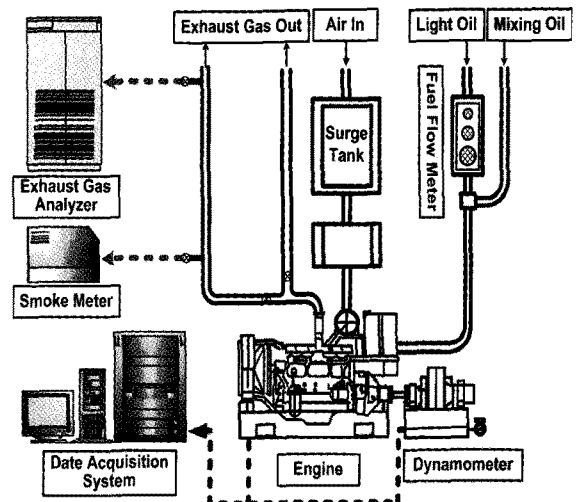 Exhaust Gas Out
Air In
Light Oil
Mixing Oil
Surge
Tank
Fuel Flow Meter
Exhaust Gas
Analyzer
Smoke Meter
Date Acquisition
System
Engine
Dynamometer